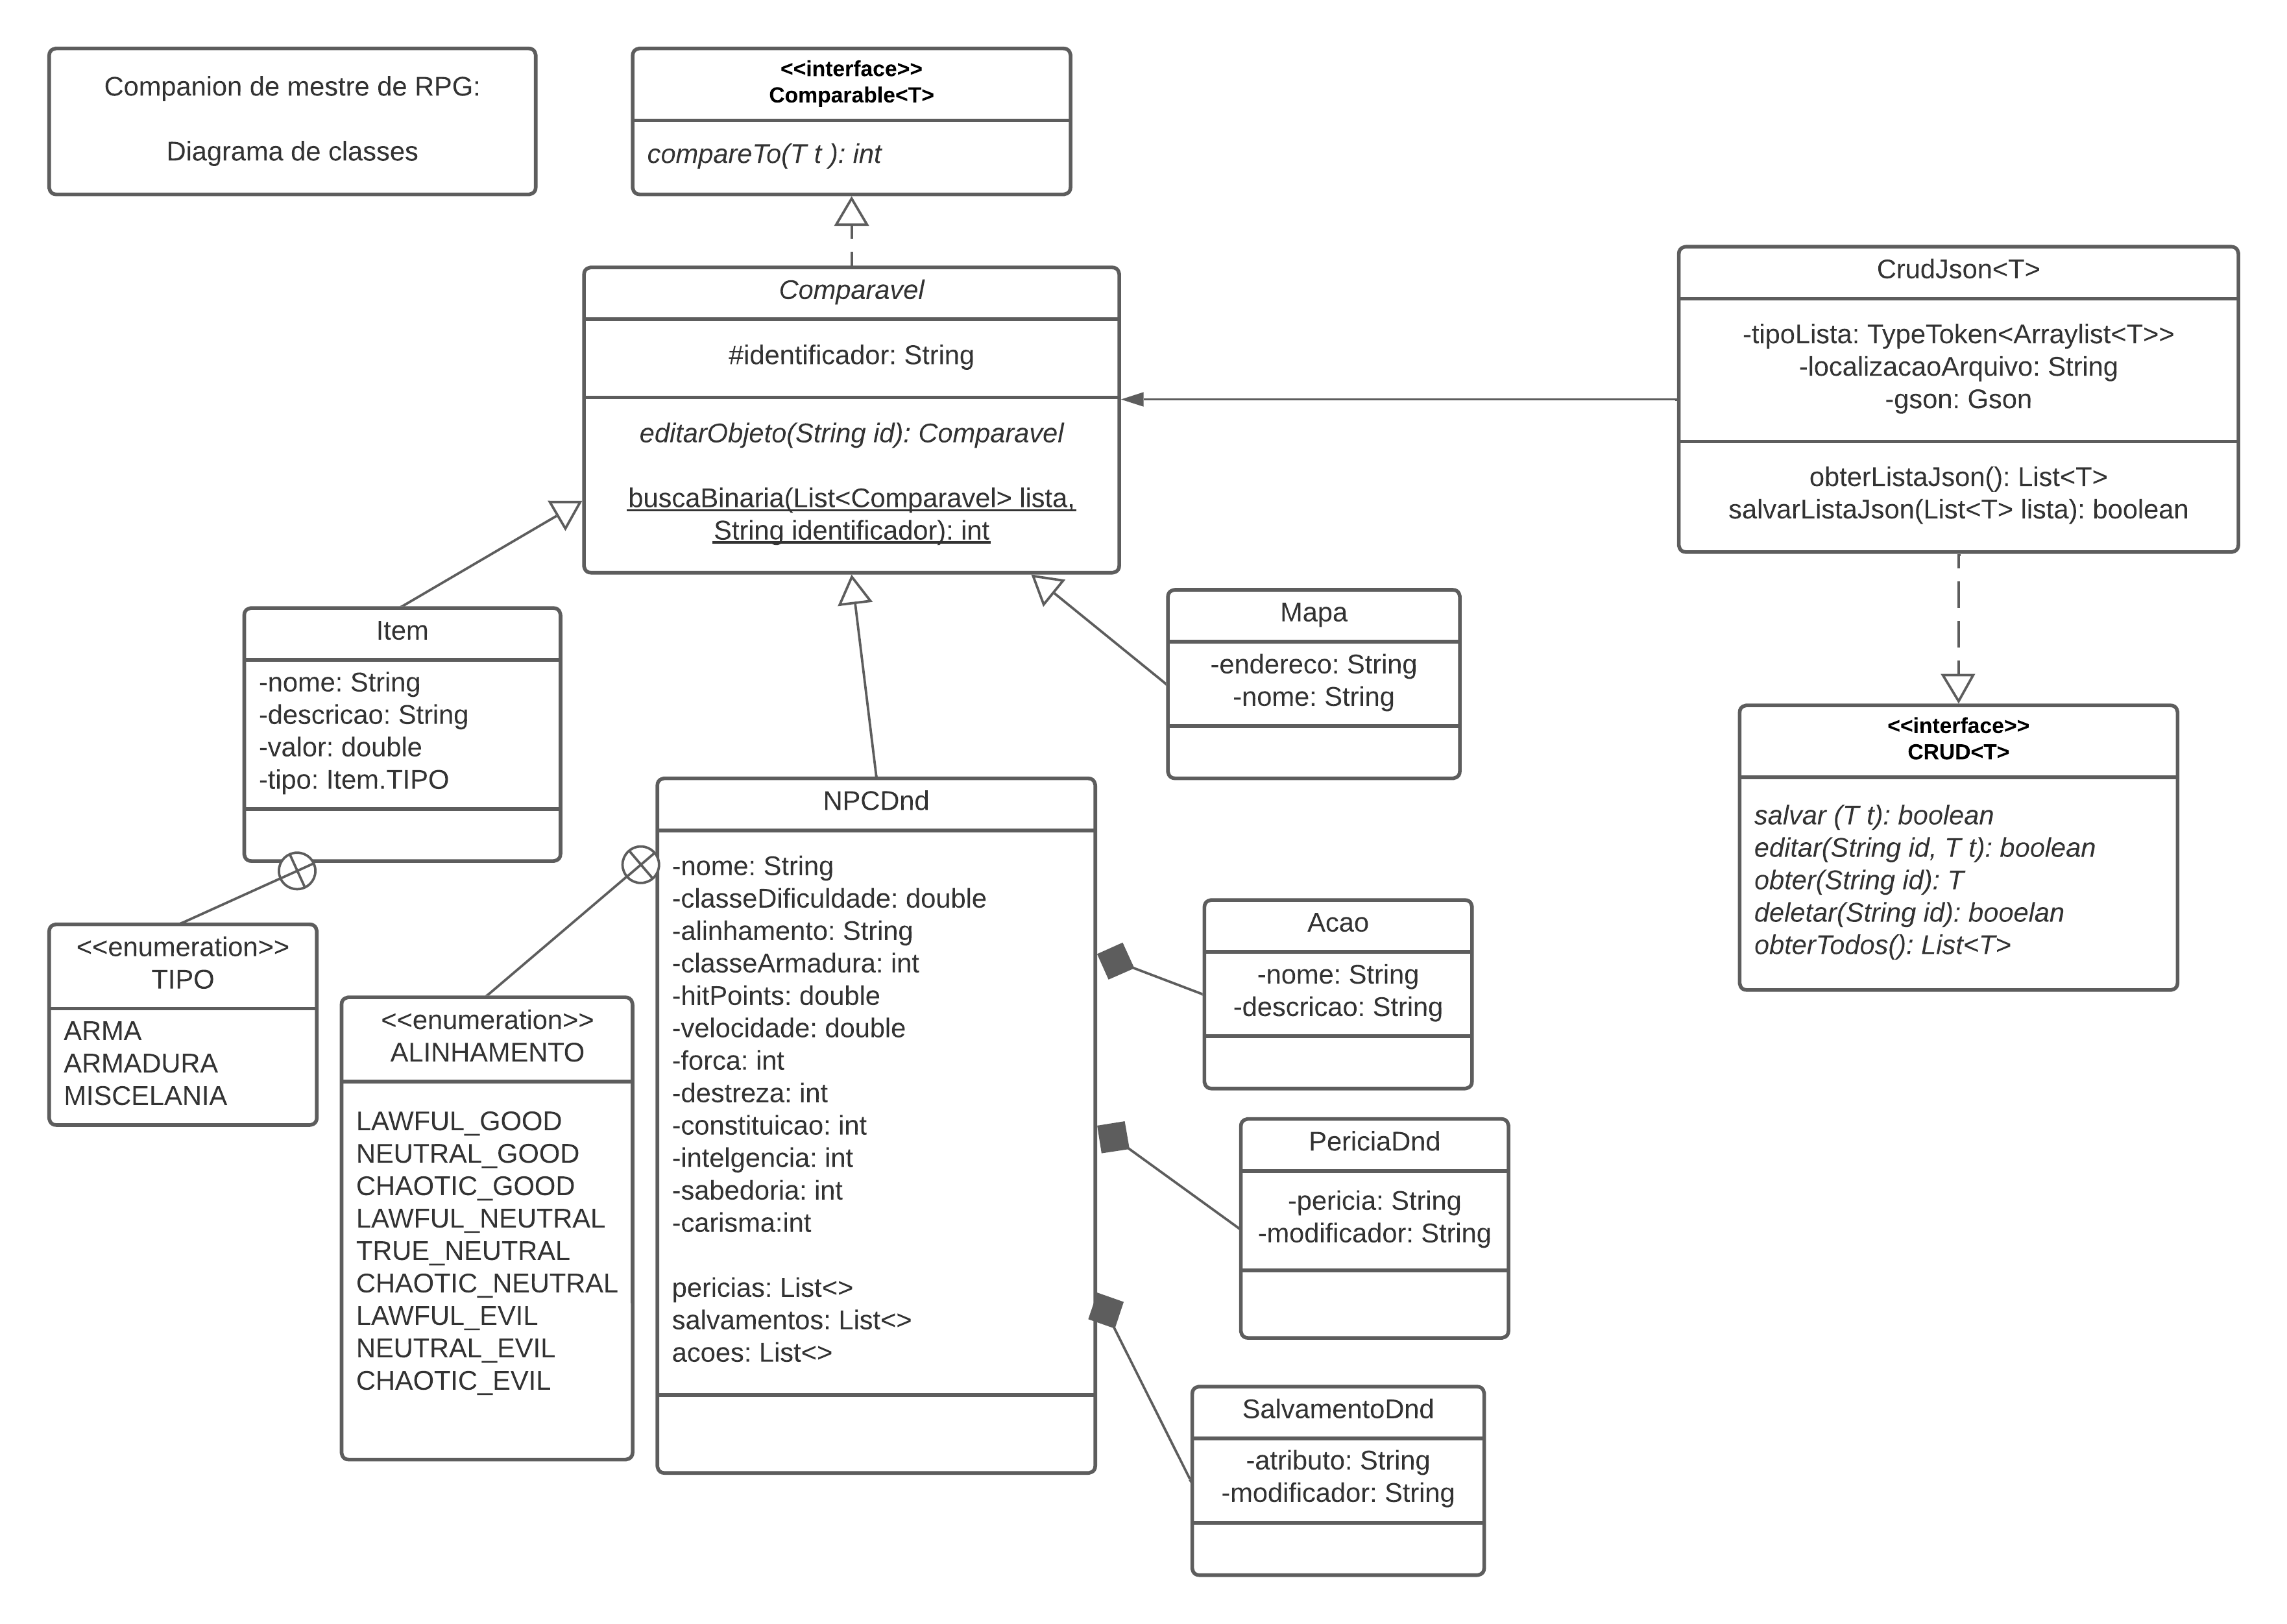 Companion de mestre de RPG:
Diagrama de classes
<<interface>>
Comparable<T>
compareTo(T t ): int
Comparavel
#identificador: String
editarObjeto(String id): Comparavel
buscaBinaria(List<Comparavel> lista,
String identificador): int
CrudJson<T>
-tipoLista: TypeToken<Arraylist<T>>
-localizacaoArquivo: String
-gson: Gson
obterListaJson(): List<T>
salvarListaJson(List<T> lista): boolean
Item
-nome: String
-descricao: String
-valor: double
-tipo: Item.TIPO
Mapa
-endereco: String
-nome: String
<<interface>>
CRUD<T>
salvar (T t): boolean
editar(String id, T t): boolean
obter(String id): T
deletar(String id): booelan
obterTodos(): List<T>
<<enumeration>>
TIPO
ARMA
ARMADURA
MISCELANIA
<<enumeration>>
ALINHAMENTO
LAWFUL_GOOD
NEUTRAL_GOOD
CHAOTIC_GOOD
LAWFUL_NEUTRAL
TRUE_NEUTRAL
CHAOTIC_NEUTRAL
LAWFUL_EVIL
NEUTRAL_EVIL
CHAOTIC_EVIL
NPCDnd
-nome: String
-classeDificuldade: double
-alinhamento: String
-classeArmadura: int
-hitPoints: double
-velocidade: double
-forca: int
-destreza: int
-constituicao: int
-intelgencia: int
-sabedoria: int
-carisma:int
pericias: List<>
salvamentos: List<>
acoes: List<>
Acao
-nome: String
-descricao: String
PericiaDnd
-pericia: String
-modificador: String
SalvamentoDnd
-atributo: String
-modificador: String